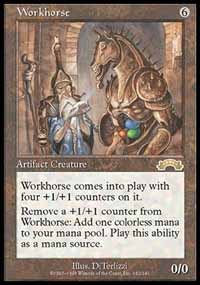 Workhorse 6
Artifact Creature
Workhorse comes into play with
four +1/+1 counters on it.
Remove a +1/+1 counter from
Workhorse: Add one colorless mana
to your mana pool. Play this ability
as a mana source.
Illus. D'Terlizzi
0/0